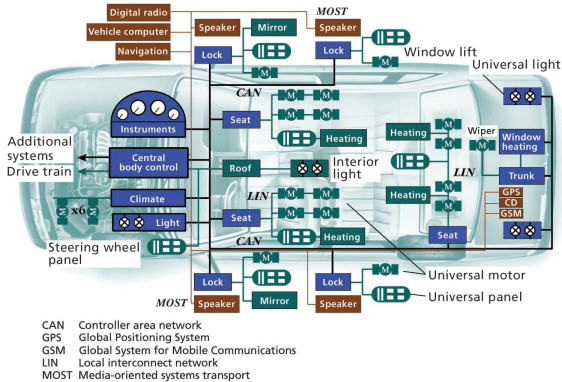 Digital radio
MOST
Vehicle computer
Speaker
Mirror
Speaker
Navigation
Lock
Lock
M
M
Window lift
Universal light
CAN
Instruments
Seat
M
M
M
M
Heating
Heating
M
M
Wiper
M
Window
heating
Additional
systems
Drive train
Central
body control
Roof
Interior
light
LIN
Trunk
Climate
LIN
M
M
M
M
Heating
M
M
GPS
CD
GSM
M
x6
M
Light
Seat
Heating
Seat
Steering wheel
panel
CAN
Lock
M
Lock
M
Universal motor
MOST
Speaker
Mirror
Speaker
Universal panel
CAN Controller area network
GPS Global Positioning System
GSM Global System for Mobile Communications
LIN Local interconnect network
MOST Media-oriented systems transport